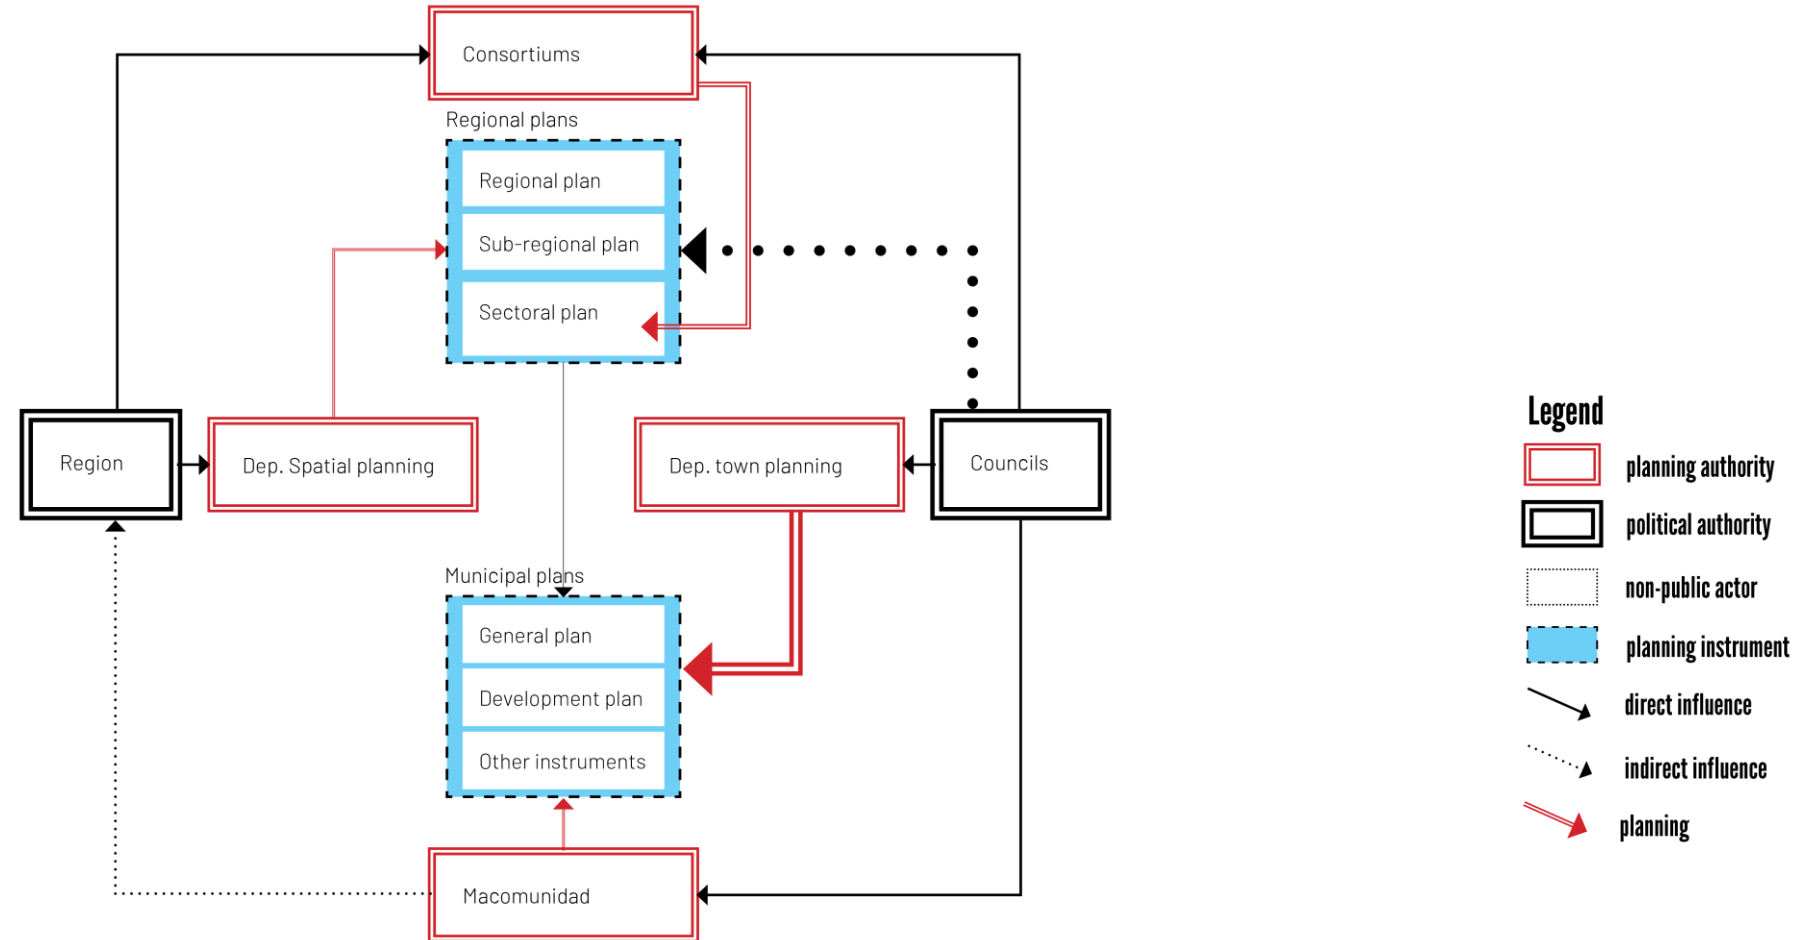 Consortiums
Regional plans
Regional plan
Sub-regional plan
Sectoral plan
Region
Dep. Spatial planning
Dep. town planning
Councils
Municipal plans
General plan
Development plan
Other instruments
Macomunidad
Legend
planning authority
political authority
non-public actor
planning instrument
direct influence
indirect influence
planning